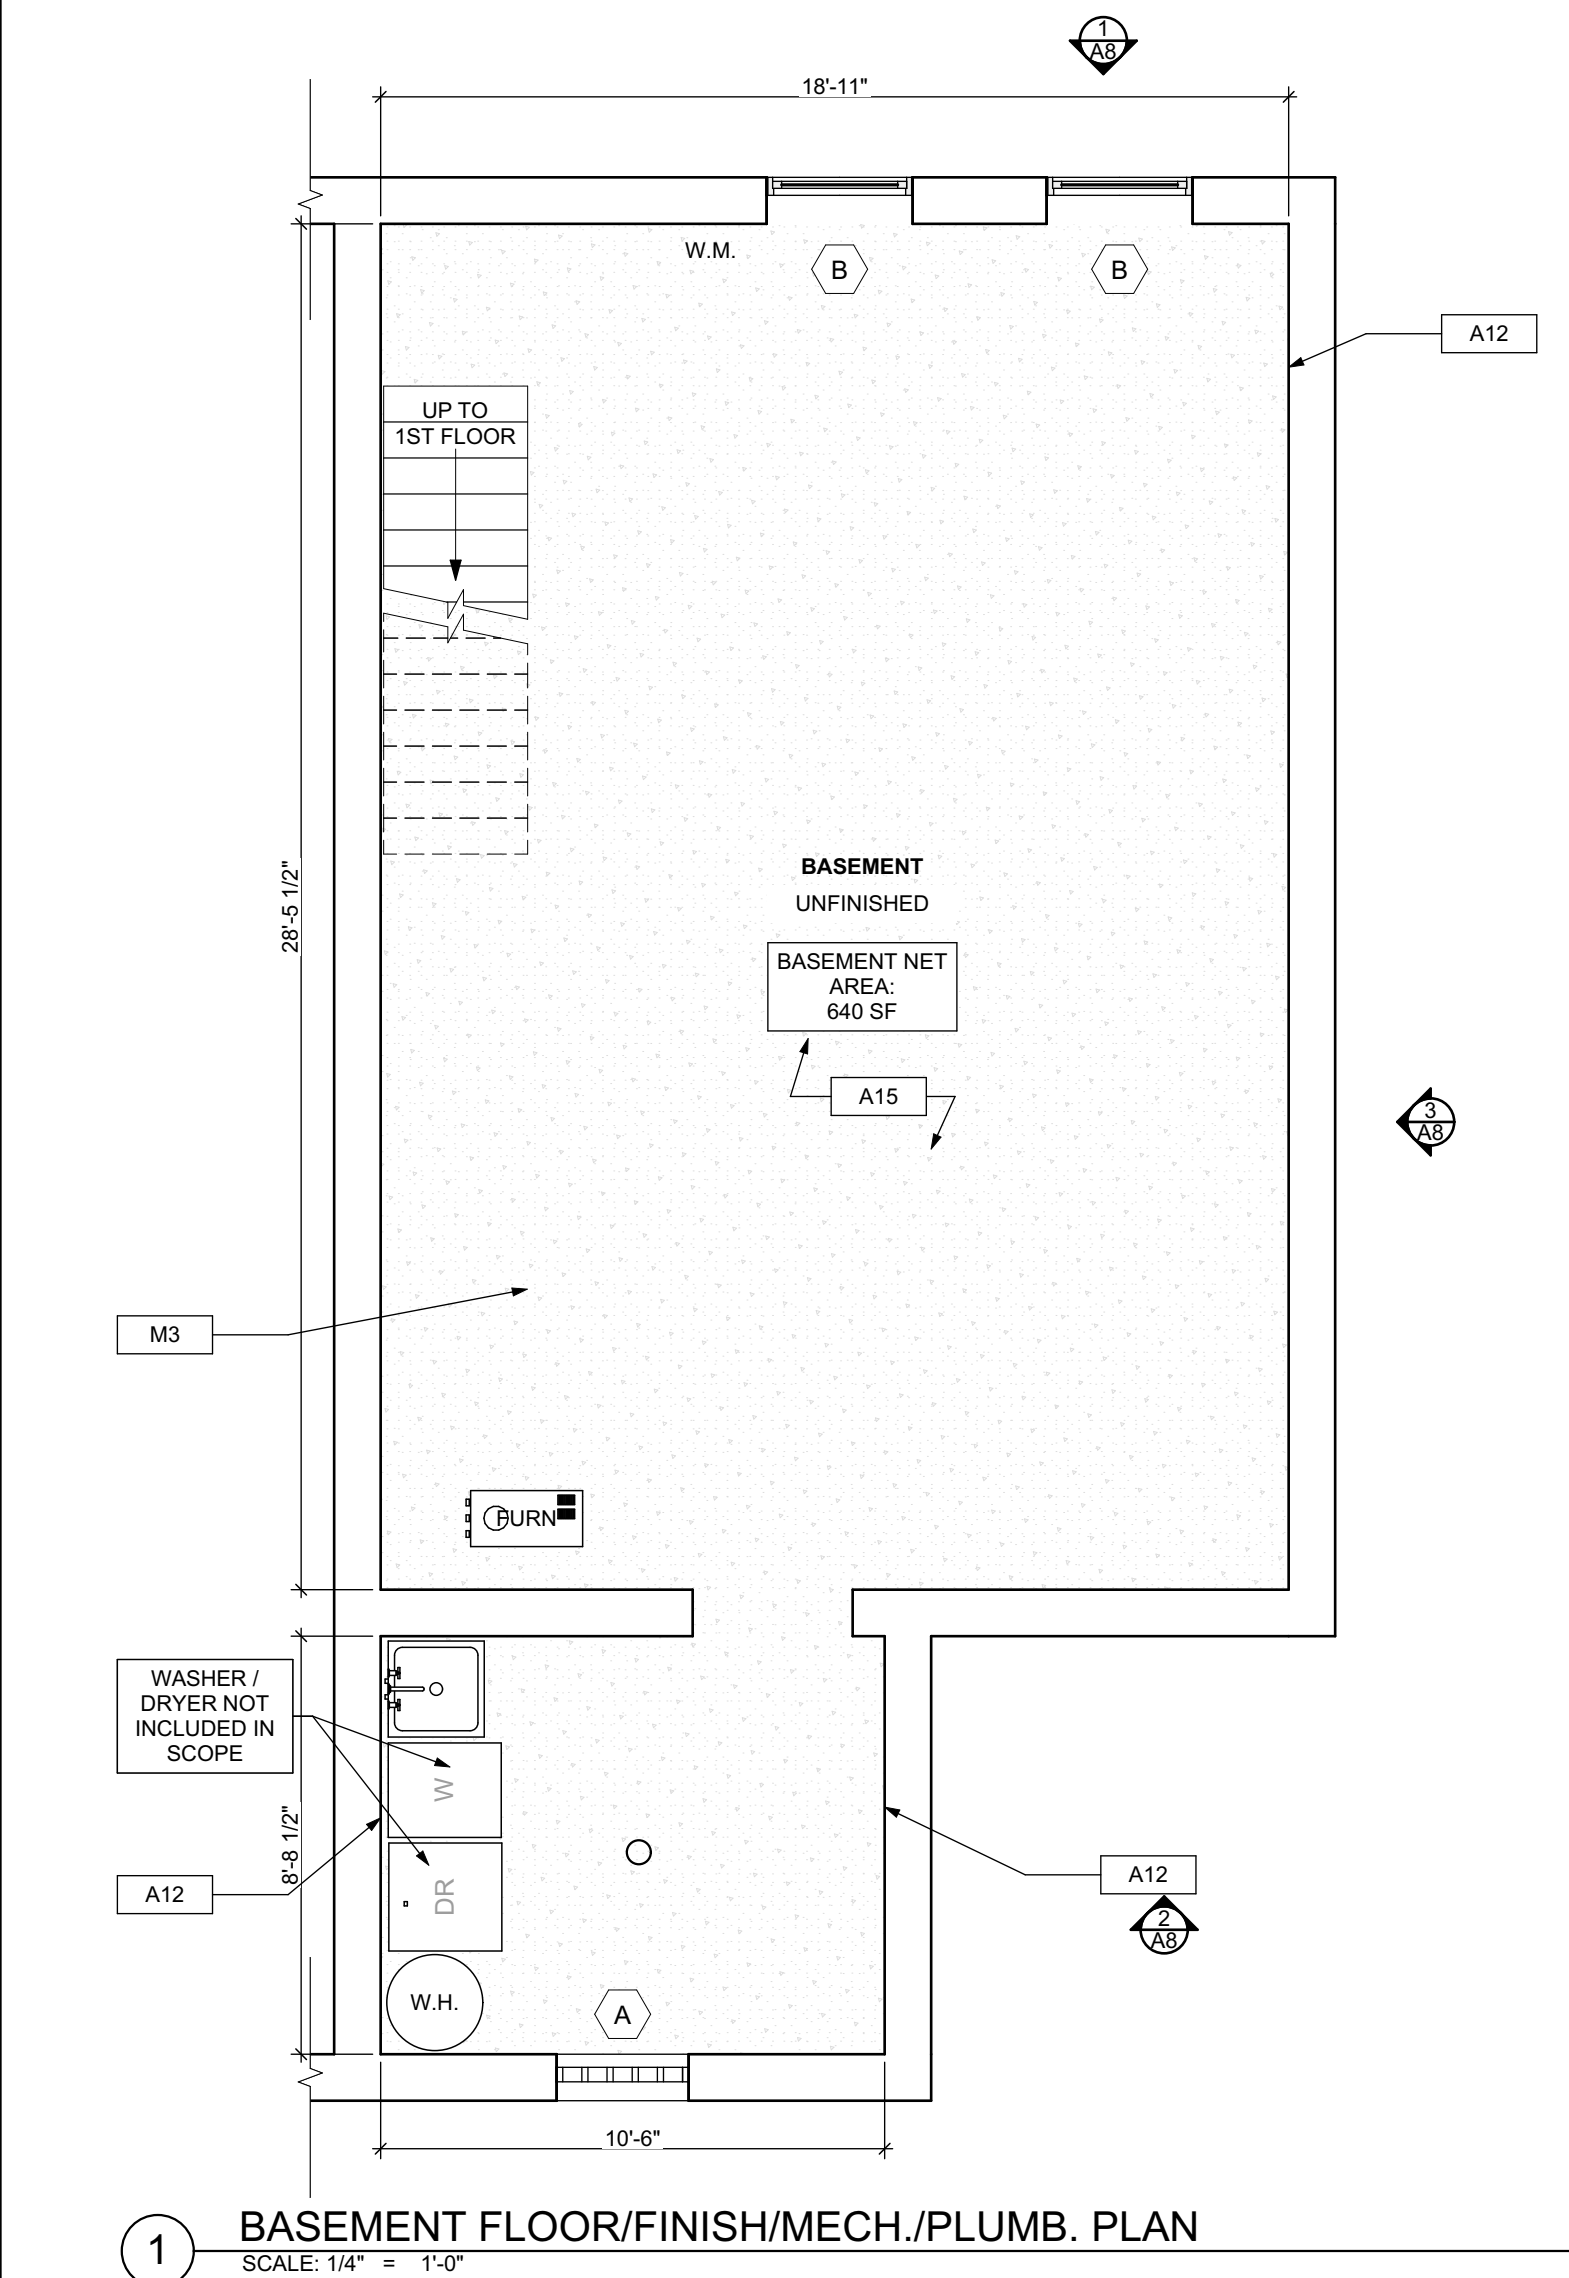 1
A8
18'-11"
W.M.
B
B
A12
UP TO
1ST FLOOR
28'-5 1/2"
BASEMENT
UNFINISHED
BASEMENT NET
AREA:
640 SF
A15
3
A8
M3
FURN
WASHER /
DRYER NOT
INCLUDED IN
SCOPE
W
8'-8 1/2"
DR
A12
A12
2
A8
W.H.
A
10'-6"
1
BASEMENT FLOOR/FINISH/MECH./PLUMB. PLAN
SCALE: 1/4" = 1'-0"